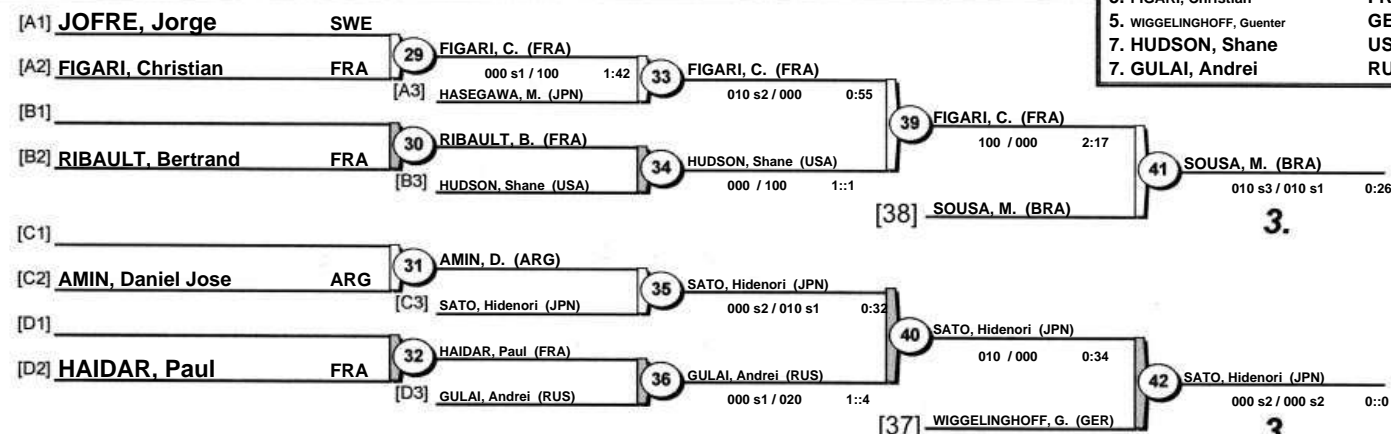 5. WIGGELINGHOFF, Guenter GE
7. HUDSON, Shane US
7. GULAI, Andrei RU
[A1] JOFRE, Jorge SWE
[A2] FIGARI, Christian FRA
29
FIGARI, C. (FRA)
000 s1 / 100 1:42
[A3] HASEGAWA, M. (JPN)
33
FIGARI, C. (FRA)
010 s2 / 000 0:55
[B1]
[B2] RIBAULT, Bertrand FRA
30
RIBAULT, B. (FRA)
[B3] HUDSON, Shane (USA)
34
HUDSON, Shane (USA)
000 / 100 1::1
39
FIGARI, C. (FRA)
100 / 000 2:17
[38] SOUSA, M. (BRA)
41
SOUSA, M. (BRA)
010 s3 / 010 s1 0:26
3.
[C1]
[C2] AMIN, Daniel Jose ARG
31
AMIN, D. (ARG)
[C3] SATO, Hidenori (JPN)
35
SATO, Hidenori (JPN)
000 s2 / 010 s1 0:32
[D1]
[D2] HAIDAR, Paul FRA
32
HAIDAR, Paul (FRA)
[D3] GULAI, Andrei (RUS)
36
GULAI, Andrei (RUS)
000 s1 / 020 1::4
40
SATO, Hidenori (JPN)
010 / 000 0:34
[37] WIGGELINGHOFF, G. (GER)
42
SATO, Hidenori (JPN)
000 s2 / 000 s2 0::0
3